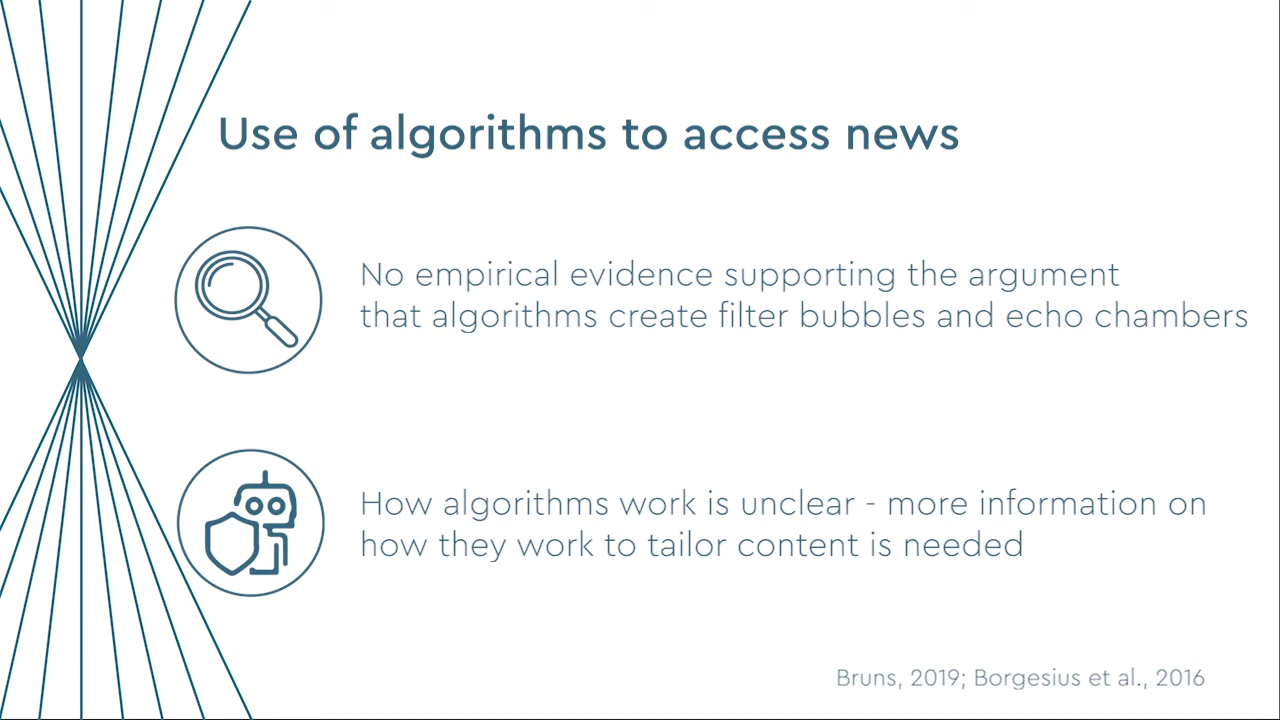 Use of algorithms to access news
No empirical evidence supporting the argument
that algorithms create filter bubbles and echo chambers
How algorithms work is unclear - more information on
how they work to tailor content is needed
Bruns, 2019; Borgesius et al., 2016